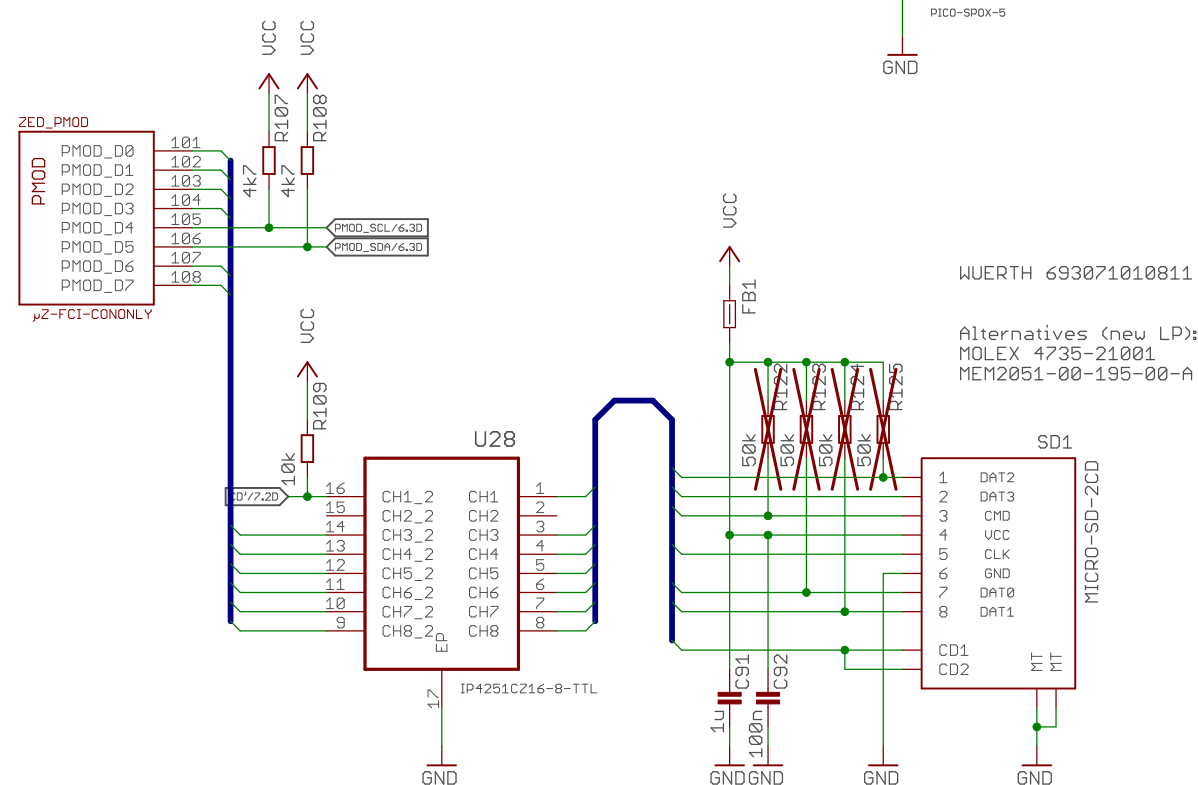 PICO-SPOX-5
GND
VCC
VCC
R107
R108
4k7
4k7
ZED_PMOD
PMOD
PMOD_D0 101
PMOD_D1 102
PMOD_D2 103
PMOD_D3 104
PMOD_D4 105
PMOD_D5 106
PMOD_D6 107
PMOD_D7 108
µZ-FCI-CONONLY
PMOD_SCL/6.3D
PMOD_SDA/6.3D
VCC
R109
10k
CD'/7.2D
U28
16 CH1_2 CH1 1
15 CH2_2 CH2 2
14 CH3_2 CH3 3
13 CH4_2 CH4 4
12 CH5_2 CH5 5
11 CH6_2 CH6 6
10 CH7_2 CH7 7
9 CH8_2 CH8 8
EP
17
IP4251CZ16-8-TTL
GND
VCC
FB1
R122
R123
R124
R125
50k
50k
50k
50k
WUERTH 693071010811
Alternatives (new LP):
MOLEX 4735-21001
MEM2051-00-195-00-A
SD1
1 DAT2
2 DAT3
3 CMD
4 VCC
5 CLK
6 GND
7 DAT0
8 DAT1
CD1
CD2
MT
MT
MICRO-SD-2CD
C91
C92
1u
100n
GND
GND
GND
GND